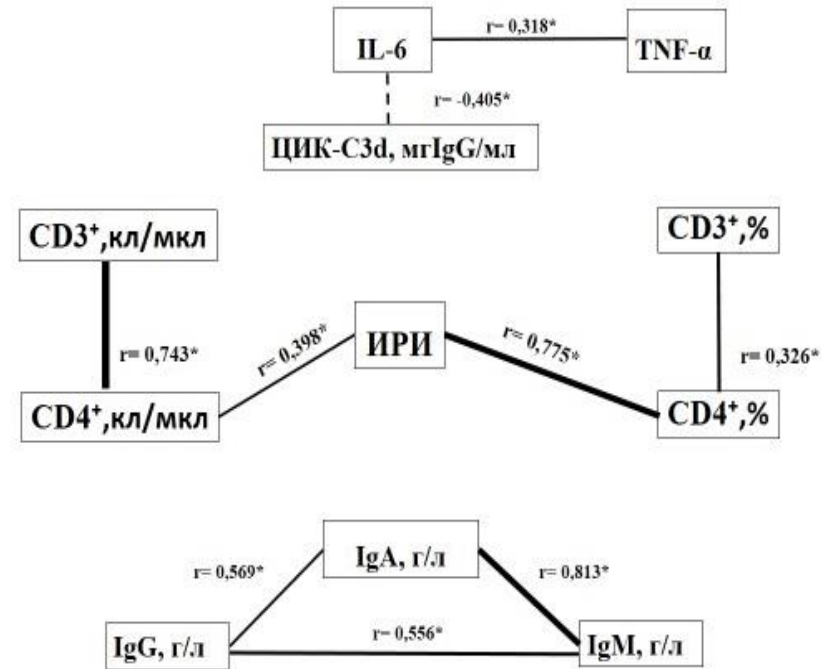 r= 0,318*
IL-6
TNF-α
r= -0,405*
ЦИК-C3d, мгIgG/мл
CD3⁺,кл/мкл
CD3⁺,%
r= 0,743*
r= 0,398*
ИРИ
r= 0,775*
r= 0,326*
CD4⁺,кл/мкл
CD4⁺,%
IgA, г/л
r= 0,569*
r= 0,813*
IgG, г/л
r= 0,556*
IgM, г/л